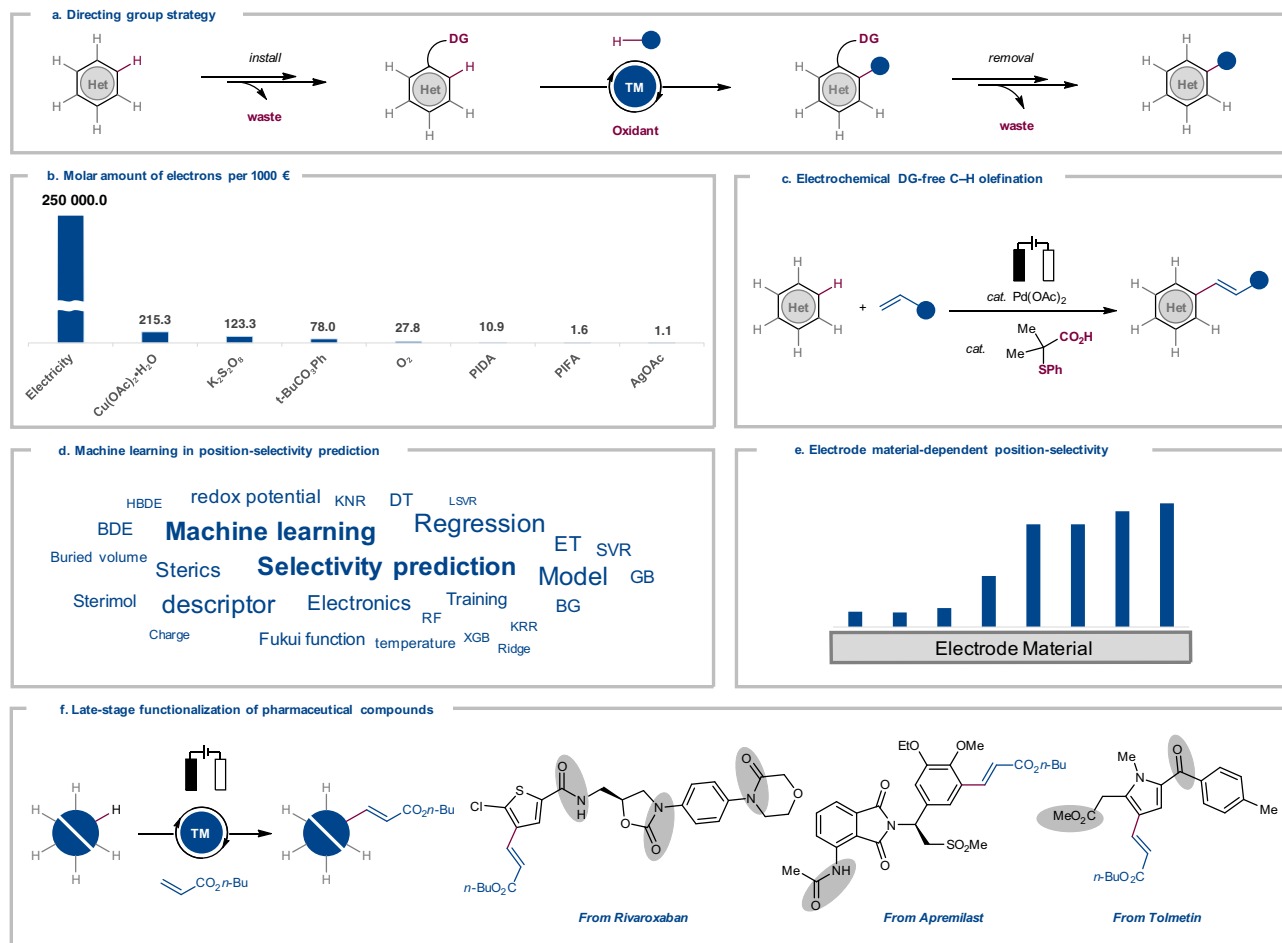 a. Directing group strategy
H
H
H
H
H
H
Het
install
waste
DG
H
H
H
H
H
Het
H
TM
Oxidant
DG
H
H
H
H
Het
removal
waste
H
H
H
H
H
Het
b. Molar amount of electrons per 1000 €
250 000.0
215.3
123.3
78.0
27.8
10.9
1.6
1.1
Electricity
Cu(OAc)₂•H₂O
K₂S₂O₈
t-BuCO₃Ph
O₂
PIDA
PIFA
AgOAc
c. Electrochemical DG-free C–H olefination
H
H
H
H
H
H
Het
+
cat. Pd(OAc)₂
cat.
Me
Me
CO₂H
SPh
H
H
H
H
H
Het
d. Machine learning in position-selectivity prediction
HBDE
redox potential
KNR
DT
LSVR
BDE
Machine learning
Regression
ET
SVR
Buried volume
Sterics
Selectivity prediction
Model
GB
Sterimol
descriptor
Electronics
Training
BG
RF
KRR
Charge
Fukui function
temperature
XGB
Ridge
e. Electrode material-dependent position-selectivity
Electrode Material
f. Late-stage functionalization of pharmaceutical compounds
H
H
H
H
H
H
TM
CO₂n-Bu
H
H
H
H
H
CO₂n-Bu
Cl
S
O
N
H
O
O
N
O
N
O
n-BuO₂C
From Rivaroxaban
EtO
OMe
CO₂n-Bu
O
N
O
SO₂Me
NH
Me
O
From Apremilast
Me
N
O
MeO₂C
Me
n-BuO₂C
From Tolmetin